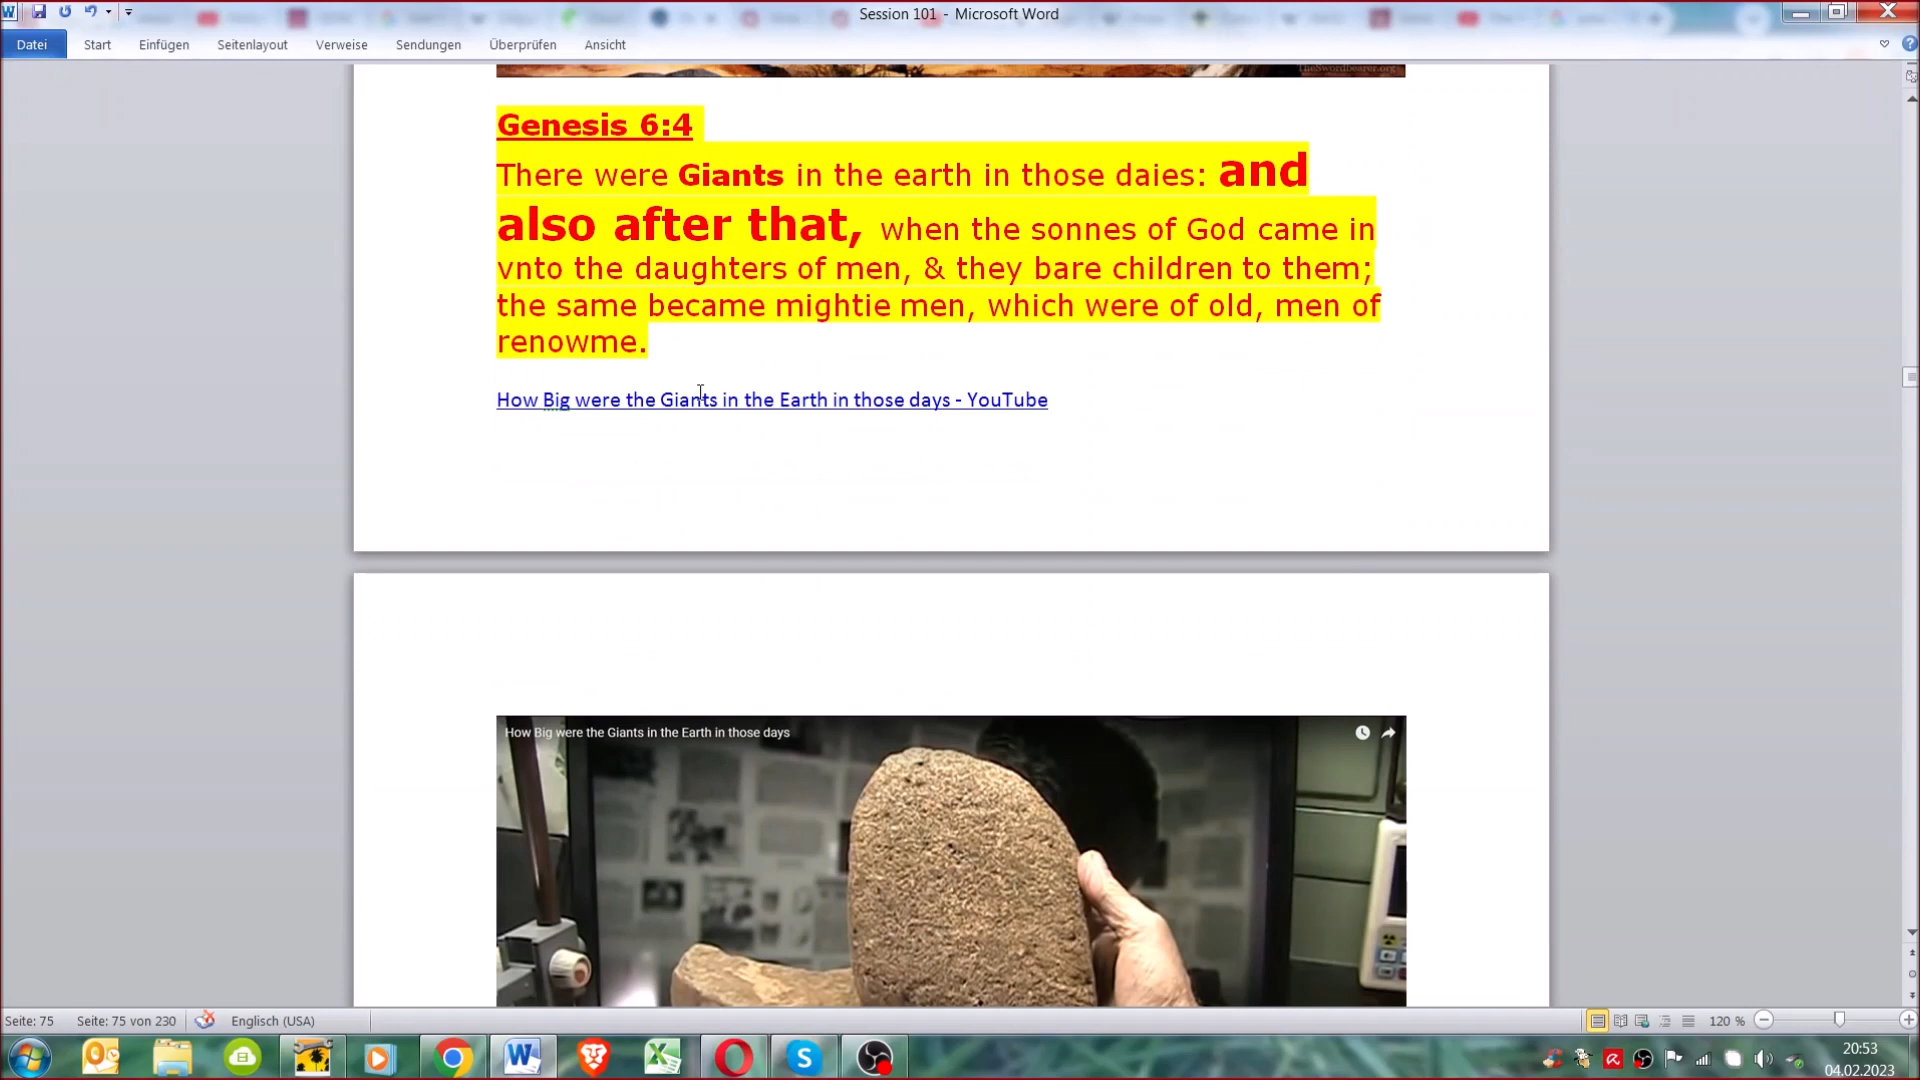 Session 101 - Microsoft Word
Datei Start Einfügen Seitenlayout Verweise Sendungen Überprüfen Ansicht
TheSwordbearer.org
Genesis 6:4
There were Giants in the earth in those daies: and
also after that, when the sonnes of God came in
vnto the daughters of men, & they bare children to them;
the same became mightie men, which were of old, men of
renowme.
How Big were the Giants in the Earth in those days - YouTube
How Big were the Giants in the Earth in those days
Seite: 75 Seite: 75 von 230 Englisch (USA) 120 %
20:53
04.02.2023